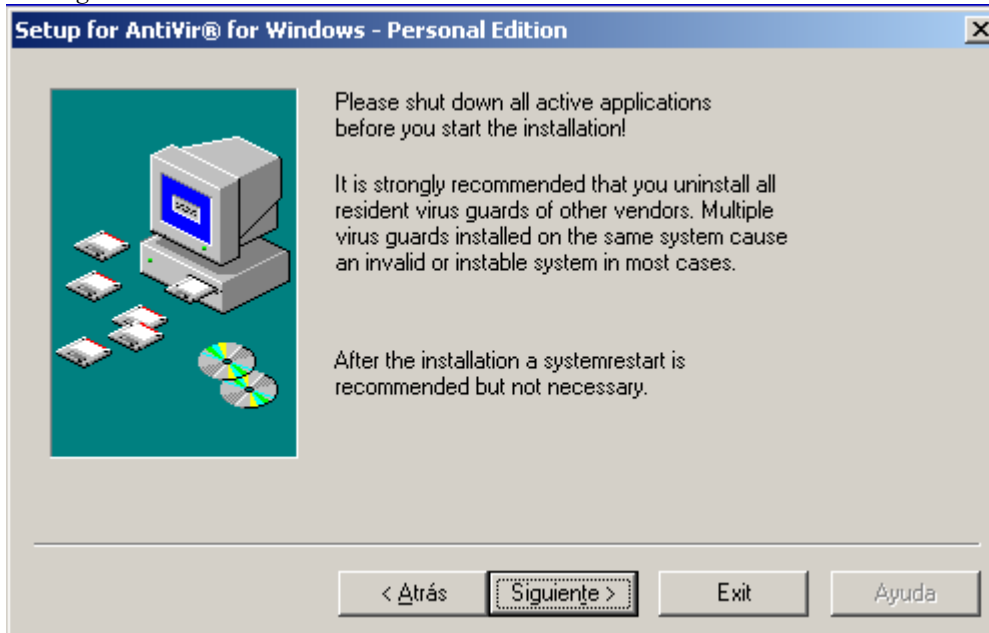 Setup for AntiVir® for Windows - Personal Edition
Please shut down all active applications
before you start the installation!
It is strongly recommended that you uninstall all
resident virus guards of other vendors. Multiple
virus guards installed on the same system cause
an invalid or instable system in most cases.
After the installation a systemrestart is
recommended but not necessary.
< Atrás
Siguiente >
Exit
Ayuda